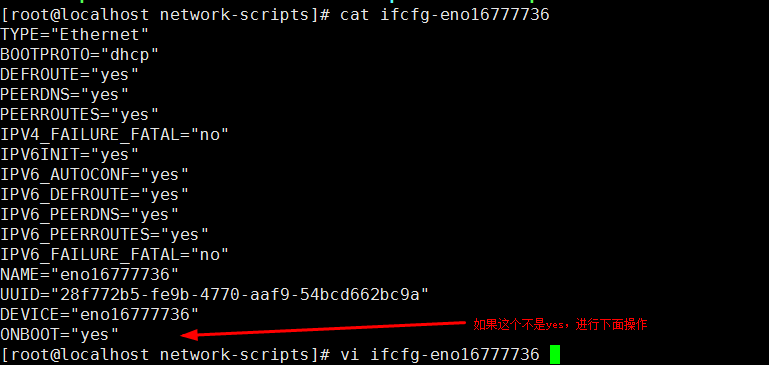 [root@localhost network-scripts]# cat ifcfg-eno16777736
TYPE="Ethernet"
BOOTPROTO="dhcp"
DEFROUTE="yes"
PEERDNS="yes"
PEERROUTES="yes"
IPV4_FAILURE_FATAL="no"
IPV6INIT="yes"
IPV6_AUTOCONF="yes"
IPV6_DEFROUTE="yes"
IPV6_PEERDNS="yes"
IPV6_PEERROUTES="yes"
IPV6_FAILURE_FATAL="no"
NAME="eno16777736"
UUID="28f772b5-fe9b-4770-aaf9-54bcd662bc9a"
DEVICE="eno16777736"
ONBOOT="yes"
如果这个不是yes，进行下面操作
[root@localhost network-scripts]# vi ifcfg-eno16777736